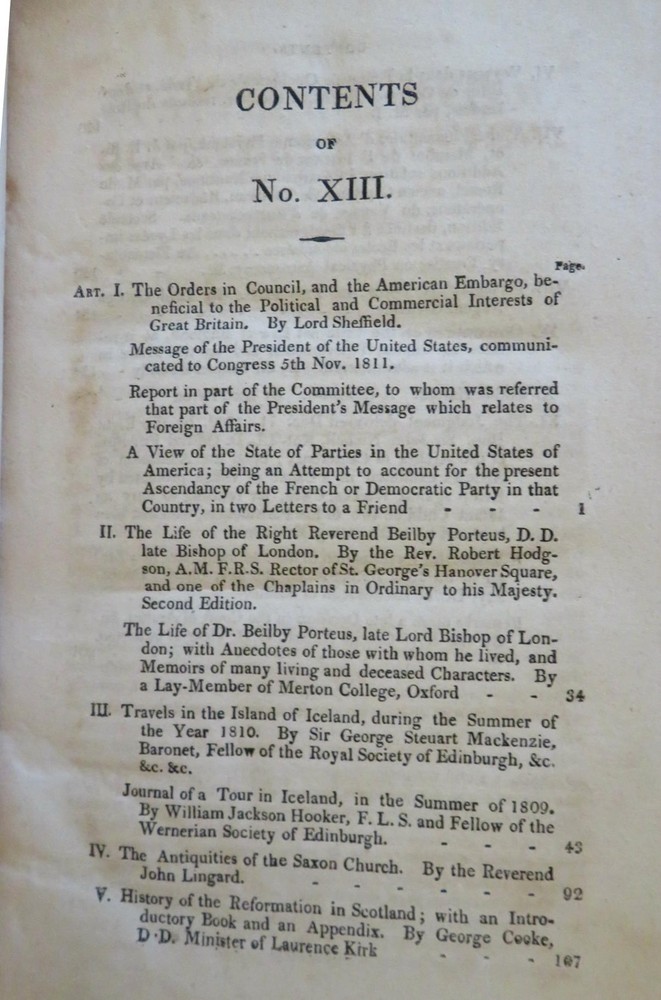 CONTENTS
OF
No. XIII.
Page.
ART. I. The Orders in Council, and the American Embargo, be-
neficial to the Political and Commercial Interests of
Great Britain. By Lord Sheffield.
Message of the President of the United States, communi-
cated to Congress 5th Nov. 1811.
Report in part of the Committee, to whom was referred
that part of the President's Message which relates to
Foreign Affairs.
A View of the State of Parties in the United States of
America; being an Attempt to account for the present
Ascendancy of the French or Democratic Party in that
Country, in two Letters to a Friend - - - 1
II. The Life of the Right Reverend Beilby Porteus, D. D.
late Bishop of London. By the Rev. Robert Hodg-
son, A.M. F.R.S. Rector of St. George's Hanover Square,
and one of the Chaplains in Ordinary to his Majesty.
Second Edition.
The Life of Dr. Beilby Porteus, late Lord Bishop of Lon-
don; with Anecdotes of those with whom he lived, and
Memoirs of many living and deceased Characters. By
a Lay-Member of Merton College, Oxford - - 34
III. Travels in the Island of Iceland, during the Summer of
the Year 1810. By Sir George Steuart Mackenzie,
Baronet, Fellow of the Royal Society of Edinburgh, &c.
&c. &c.
Journal of a Tour in Iceland, in the Summer of 1809.
By William Jackson Hooker, F. L. S. and Fellow of the
Wernerian Society of Edinburgh. - - - 48
IV. The Antiquities of the Saxon Church. By the Reverend
John Lingard. - - - - - - 92
V. History of the Reformation in Scotland; with an Intro-
ductory Book and an Appendix. By George Cooke,
D.D. Minister of Laurence Kirk - - - 107